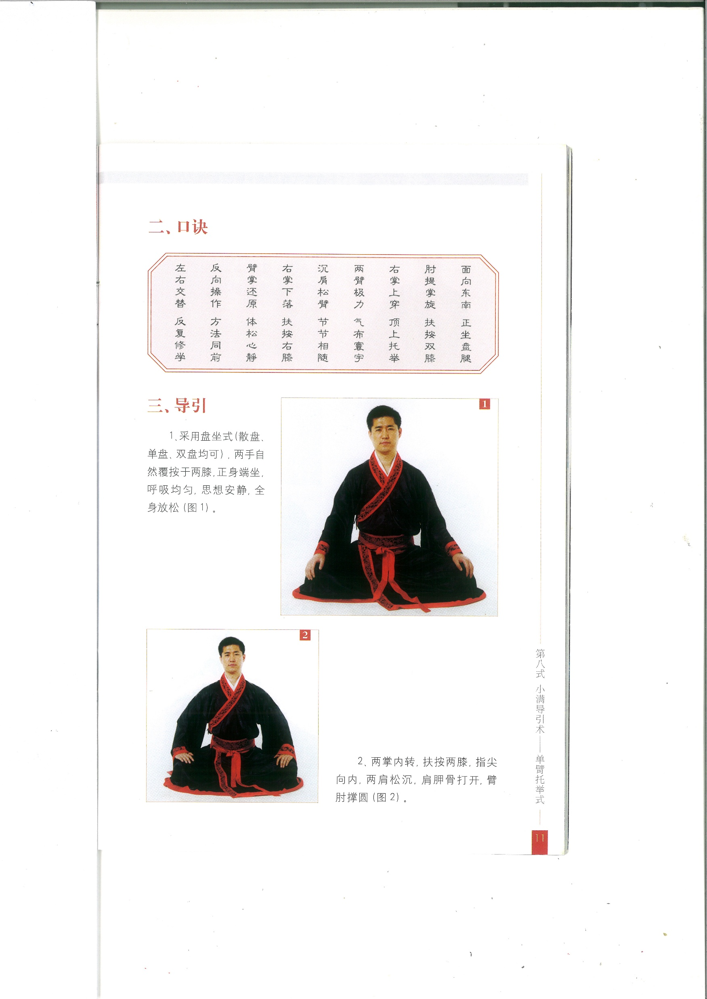 二、口诀
面向东南 正坐盘腿
肘提掌旋 扶按双膝
右掌上穿 顶上托举
两臂极力 气布寰宇
沉肩松臂 节节相随
右掌下落 扶按右膝
臂掌还原 体松心静
反向操作 方法同前
左右交替 反复修学
三、导引
1、采用盘坐式(散盘、
单盘、双盘均可)，两手自
然覆按于两膝，正身端坐，
呼吸均匀，思想安静，全
身放松(图1)。
1
2
2、两掌内转，扶按两膝，指尖
向内，两肩松沉，肩胛骨打开，臂
肘撑圆(图2)。
第八式 小满导引术——单臂托举式
11